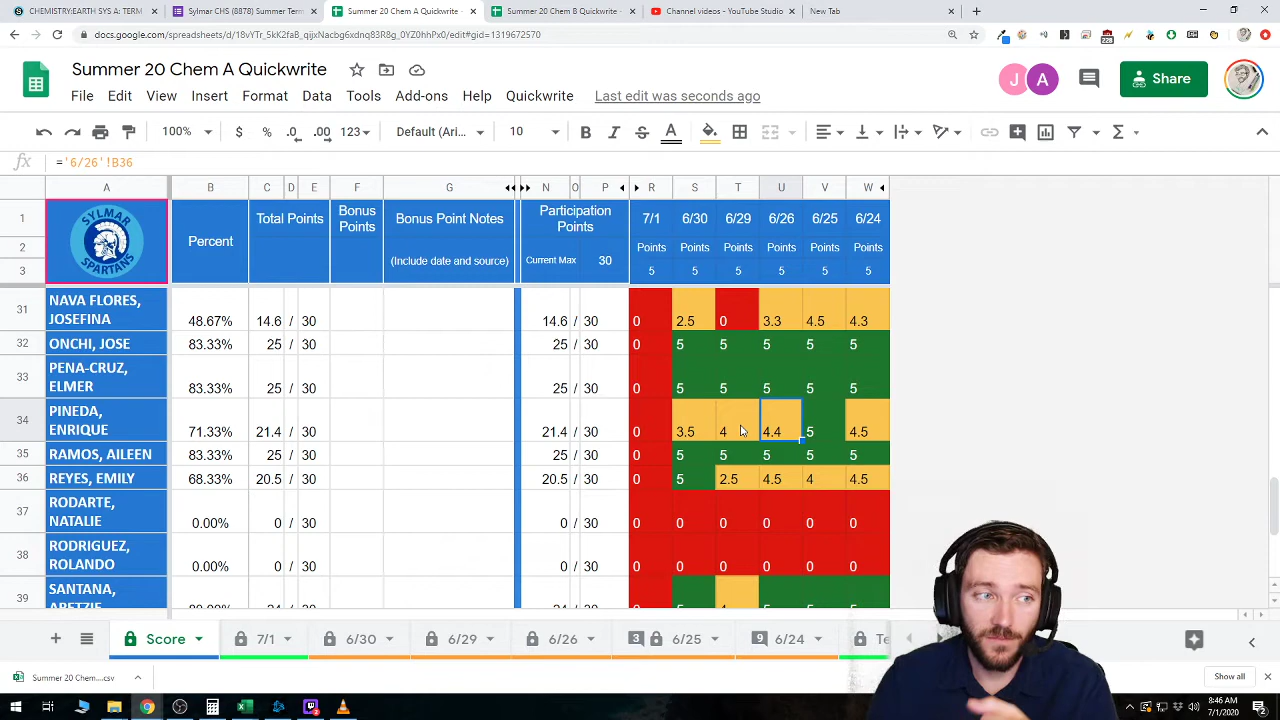 CHEMISTRYEYS3 A: TERM
Sylmar CHS (8878) Summer Term
Summer 20 Chem A Quickwrite -
Summer 20 Chem B Quickwrite -
Channel videos - YouTube Studio
New Tab
228
Summer 20 Chem A Quickwrite
File Edit View Insert Format Data Tools Add-ons Help Quickwrite Last edit was seconds ago
J A Share
100% $ % .0 .00 123 Default (Ari... 10 B I S A
fx ='6/26'!B36
A B C D E F G N O P R S T U V W
1 SYLMAR SPARTANS Percent Total Points Bonus Points Bonus Point Notes Participation Points 7/1 6/30 6/29 6/26 6/25 6/24
2 Points Points Points Points Points Points
3 (Include date and source) Current Max 30 5 5 5 5 5 5
31 NAVA FLORES, JOSEFINA 48.67% 14.6 / 30 14.6 / 30 0 2.5 0 3.3 4.5 4.3
32 ONCHI, JOSE 83.33% 25 / 30 25 / 30 0 5 5 5 5 5
33 PENA-CRUZ, ELMER 83.33% 25 / 30 25 / 30 0 5 5 5 5 5
34 PINEDA, ENRIQUE 71.33% 21.4 / 30 21.4 / 30 0 3.5 4 4.4 5 4.5
35 RAMOS, AILEEN 83.33% 25 / 30 25 / 30 0 5 5 5 5 5
36 REYES, EMILY 68.33% 20.5 / 30 20.5 / 30 0 5 2.5 4.5 4 4.5
37 RODARTE, NATALIE 0.00% 0 / 30 0 / 30 0 0 0 0 0 0
38 RODRIGUEZ, ROLANDO 0.00% 0 / 30 0 / 30 0 0 0 0 0 0
39 SANTANA,
Score 7/1 6/30 6/29 6/26 3 6/25 9 6/24 Te
Summer 20 Chem....csv
Show all
8:46 AM
7/1/2020
2